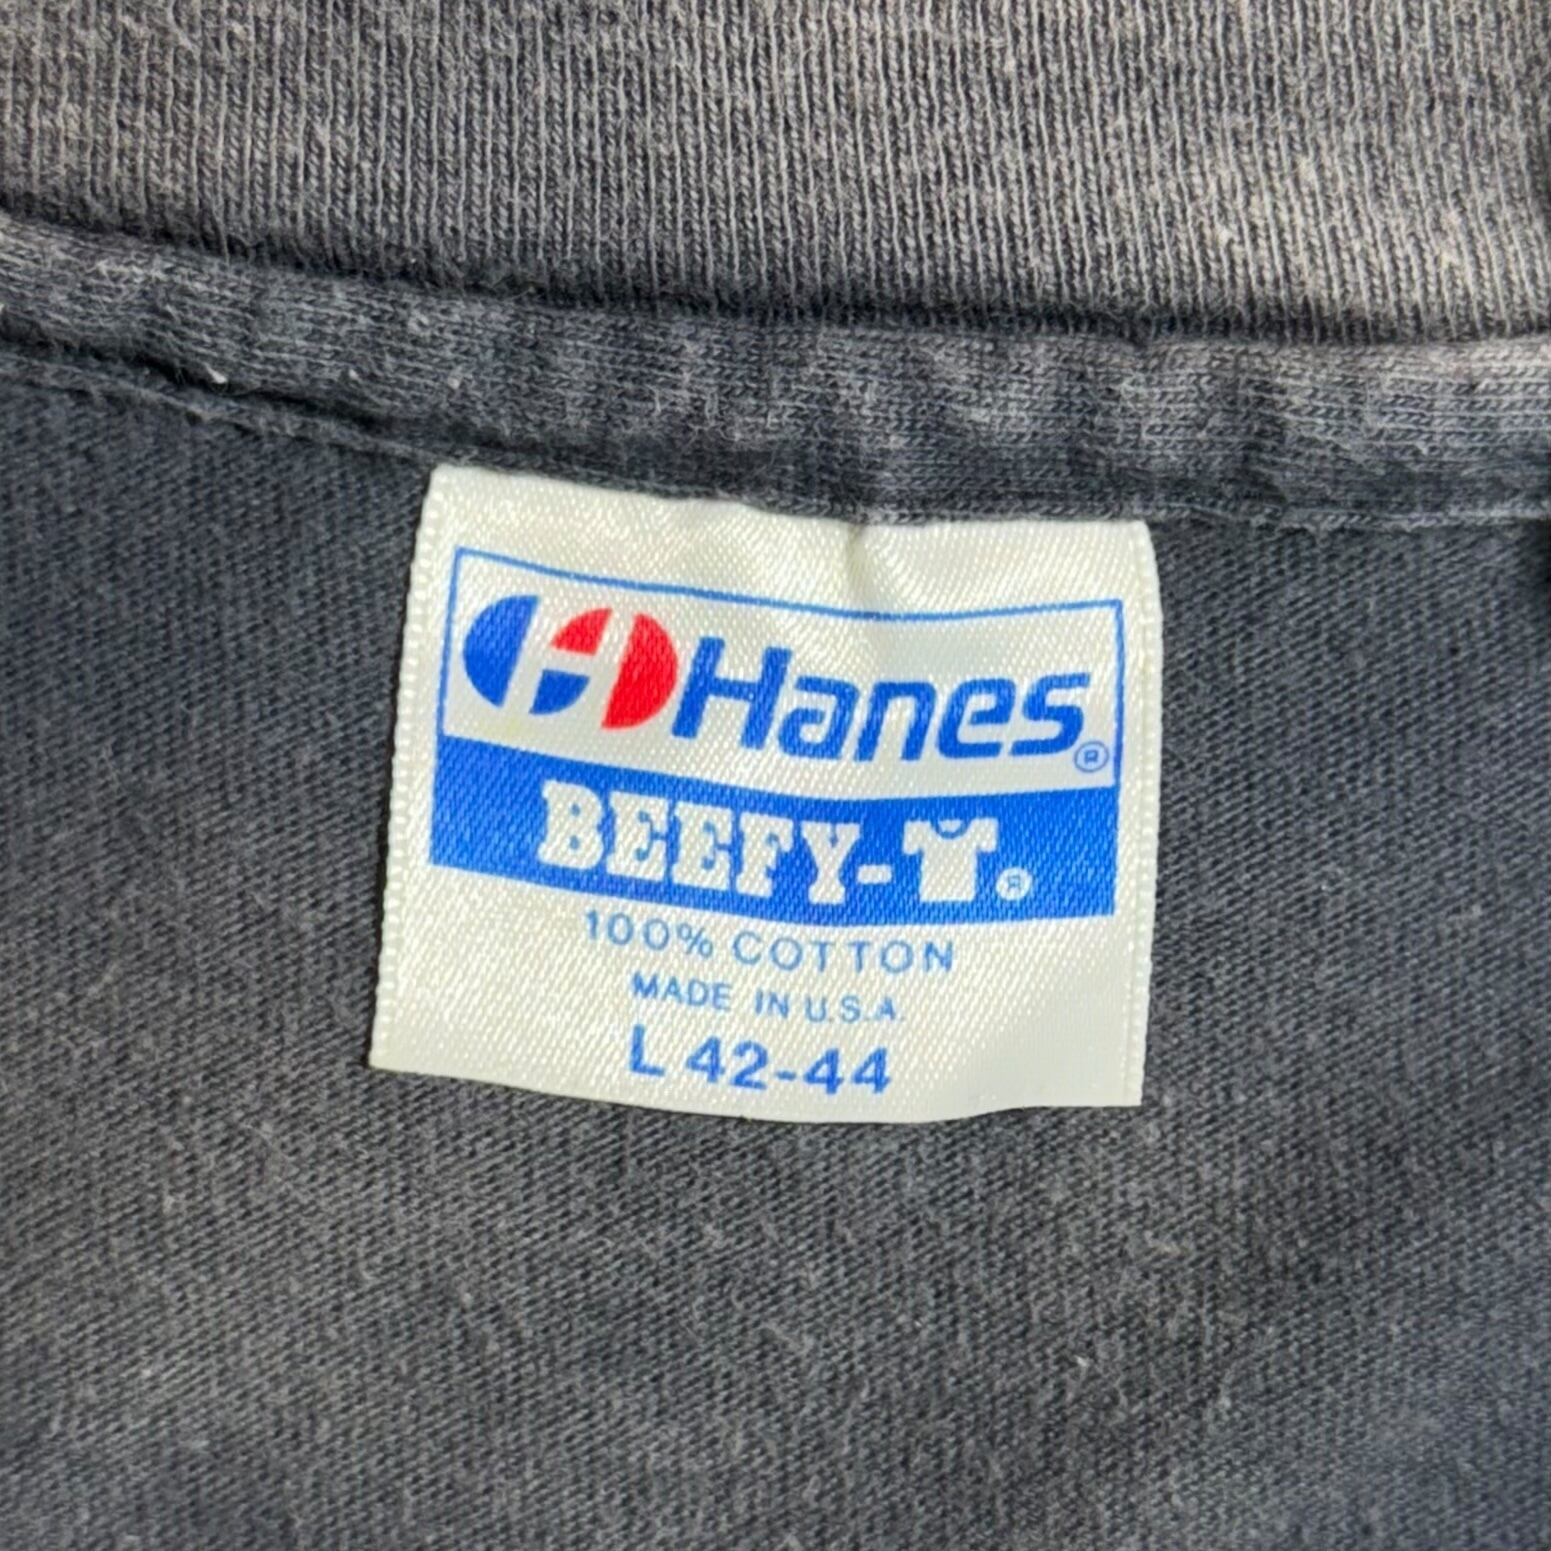 Hanes®
BEEFY-T®
100% COTTON
MADE IN U.S.A.
L 42-44